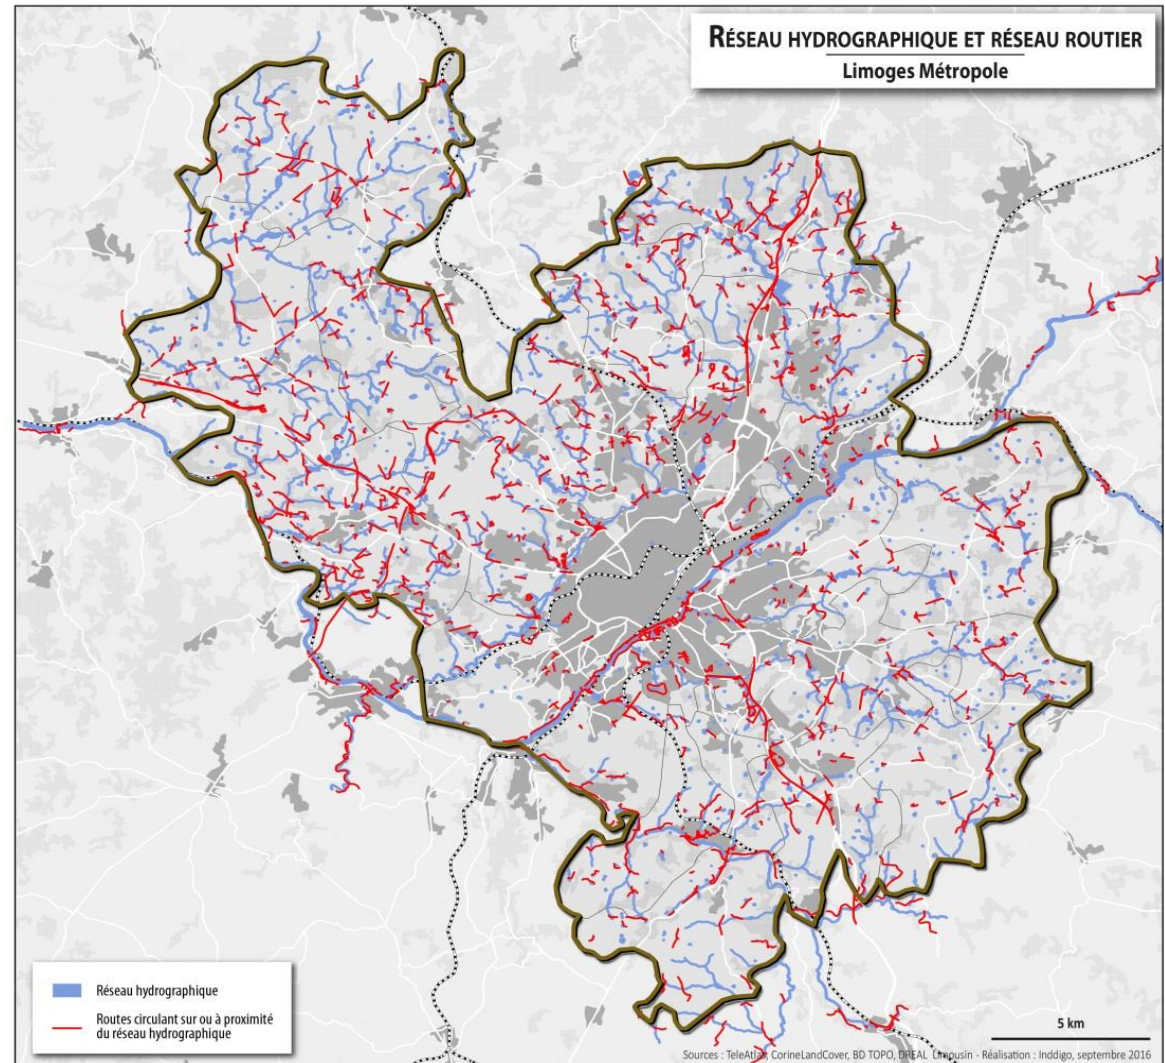 RÉSEAU HYDROGRAPHIQUE ET RÉSEAU ROUTIER
Limoges Métropole
Réseau hydrographique
Routes circulant sur ou à proximité
du réseau hydrographique
5 km
Sources : TeleAtlas, CorineLandCover, BD TOPO, DREAL Limousin - Réalisation : Inddigo, septembre 2016